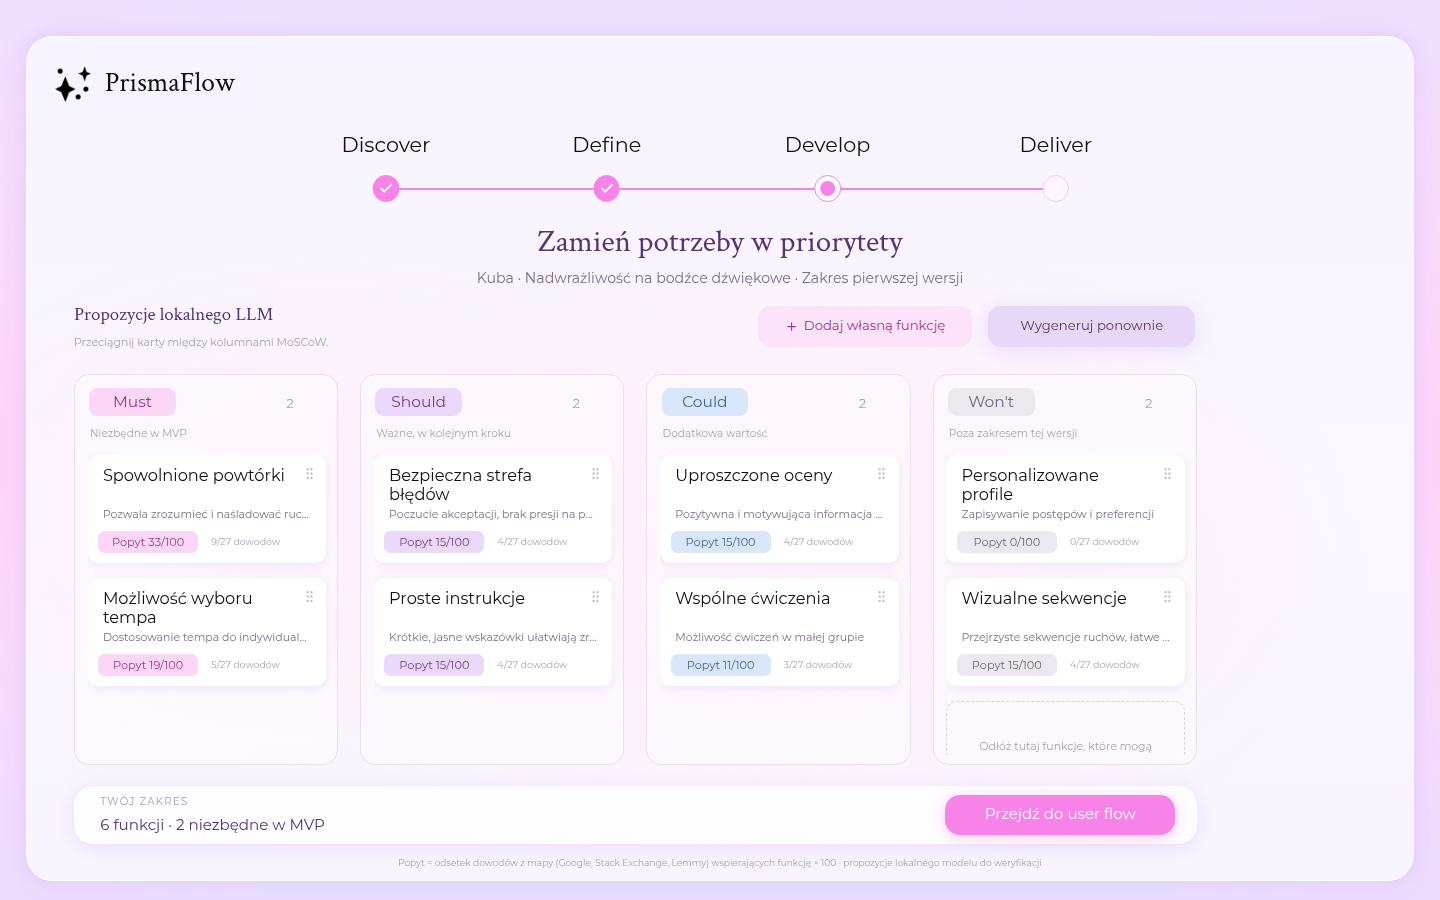 PrismaFlow
Discover
Define
Develop
Deliver
Zamień potrzeby w priorytety
Kuba · Nadwrażliwość na bodźce dźwiękowe · Zakres pierwszej wersji
Propozycje lokalnego LLM
Przeciągnij karty między kolumnami MoSCoW.
+ Dodaj własną funkcję
Wygeneruj ponownie
Must
2
Niezbędne w MVP
Spowolnione powtórki
Pozwala zrozumieć i naśladować ruc...
Popyt 33/100
9/27 dowodów
Możliwość wyboru
tempa
Dostosowanie tempa do indywidual...
Popyt 19/100
5/27 dowodów
Should
2
Ważne, w kolejnym kroku
Bezpieczna strefa
błędów
Poczucie akceptacji, brak presji na p...
Popyt 15/100
4/27 dowodów
Proste instrukcje
Krótkie, jasne wskazówki ułatwiają zr...
Popyt 15/100
4/27 dowodów
Could
2
Dodatkowa wartość
Uproszczone oceny
Pozytywna i motywująca informacja ...
Popyt 15/100
4/27 dowodów
Wspólne ćwiczenia
Możliwość ćwiczeń w małej grupie
Popyt 11/100
3/27 dowodów
Won't
2
Poza zakresem tej wersji
Personalizowane
profile
Zapisywanie postępów i preferencji
Popyt 0/100
0/27 dowodów
Wizualne sekwencje
Przejrzyste sekwencje ruchów, łatwe ...
Popyt 15/100
4/27 dowodów
Odłóż tutaj funkcje, które mogą
TWÓJ ZAKRES
6 funkcji · 2 niezbędne w MVP
Przejdź do user flow
Popyt = odsetek dowodów z mapy (Google, Stack Exchange, Lemmy) wspierających funkcję × 100 · propozycje lokalnego modelu do weryfikacji